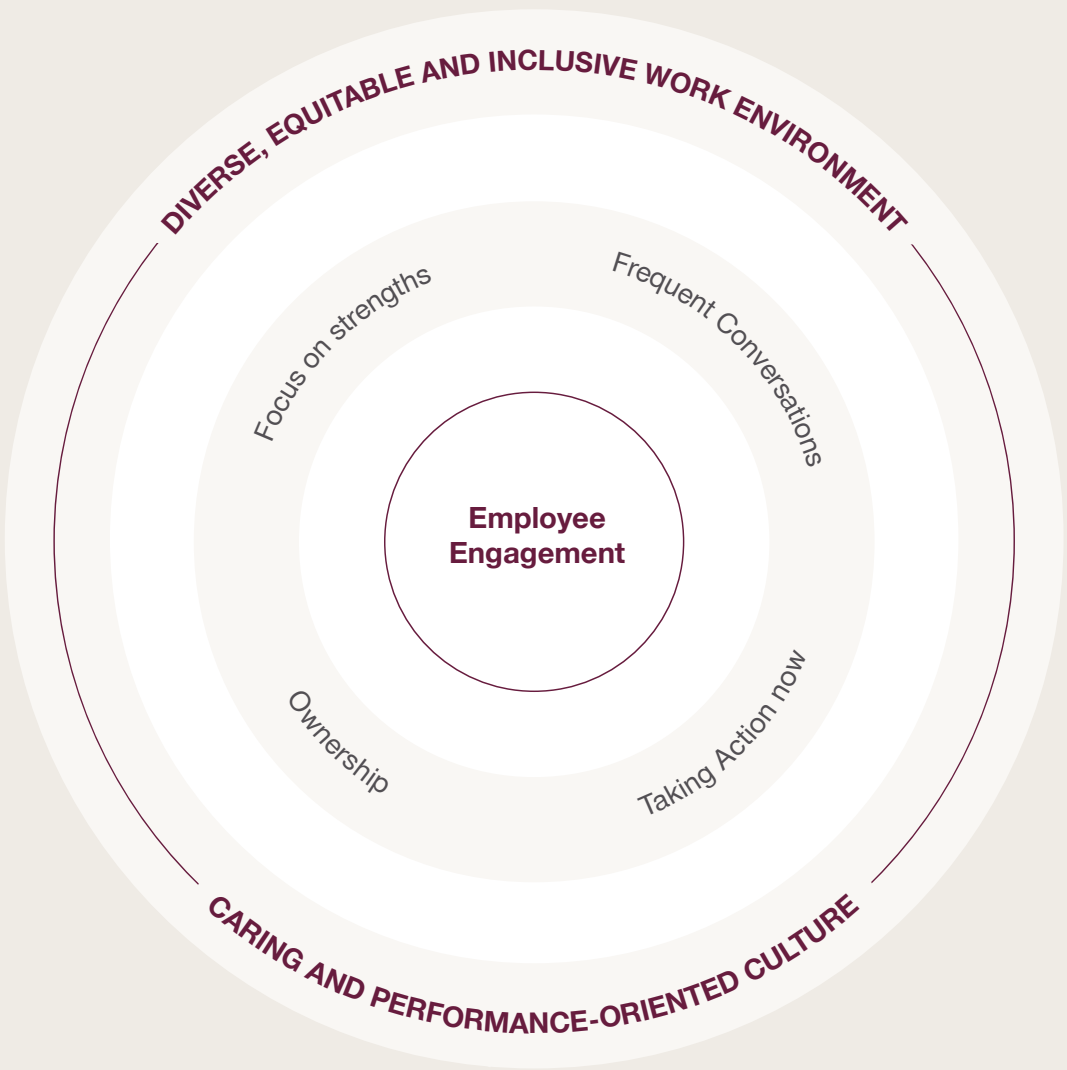 DIVERSE, EQUITABLE AND INCLUSIVE WORK ENVIRONMENT
Focus on strengths
Frequent Conversations
Employee
Engagement
Ownership
Taking Action now
CARING AND PERFORMANCE-ORIENTED CULTURE